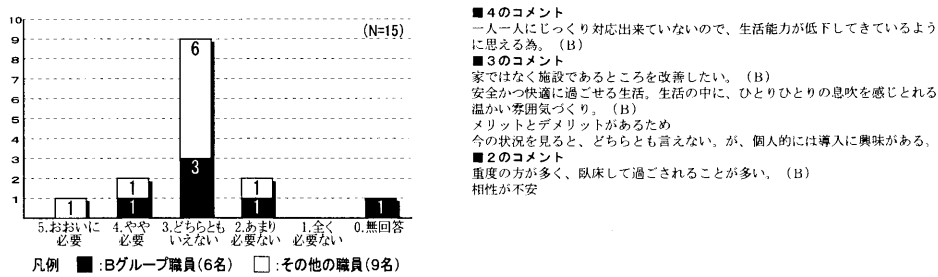 (N=15)
10
9
8
7
6
5
4
3
2
1
1
1
1
6
3
1
1
1
5.おおいに必要
4.やや必要
3.どちらともいえない
2.あまり必要ない
1.全く必要ない
0.無回答
凡例 ■:Bグループ職員(6名) □:その他の職員(9名)
■4のコメント
一人一人にじっくり対応出来ていないので、生活能力が低下してきているよう
に思える為。(B)
■3のコメント
家ではなく施設であるところを改善したい。(B)
安全かつ快適に過ごせる生活。生活の中に、ひとりひとりの息吹を感じとれる
温かい雰囲気づくり。(B)
メリットとデメリットがあるため
今の状況を見ると、どちらとも言えない。が、個人的には導入に興味がある。
■2のコメント
重度の方が多く、臥床して過ごされることが多い。(B)
相性が不安